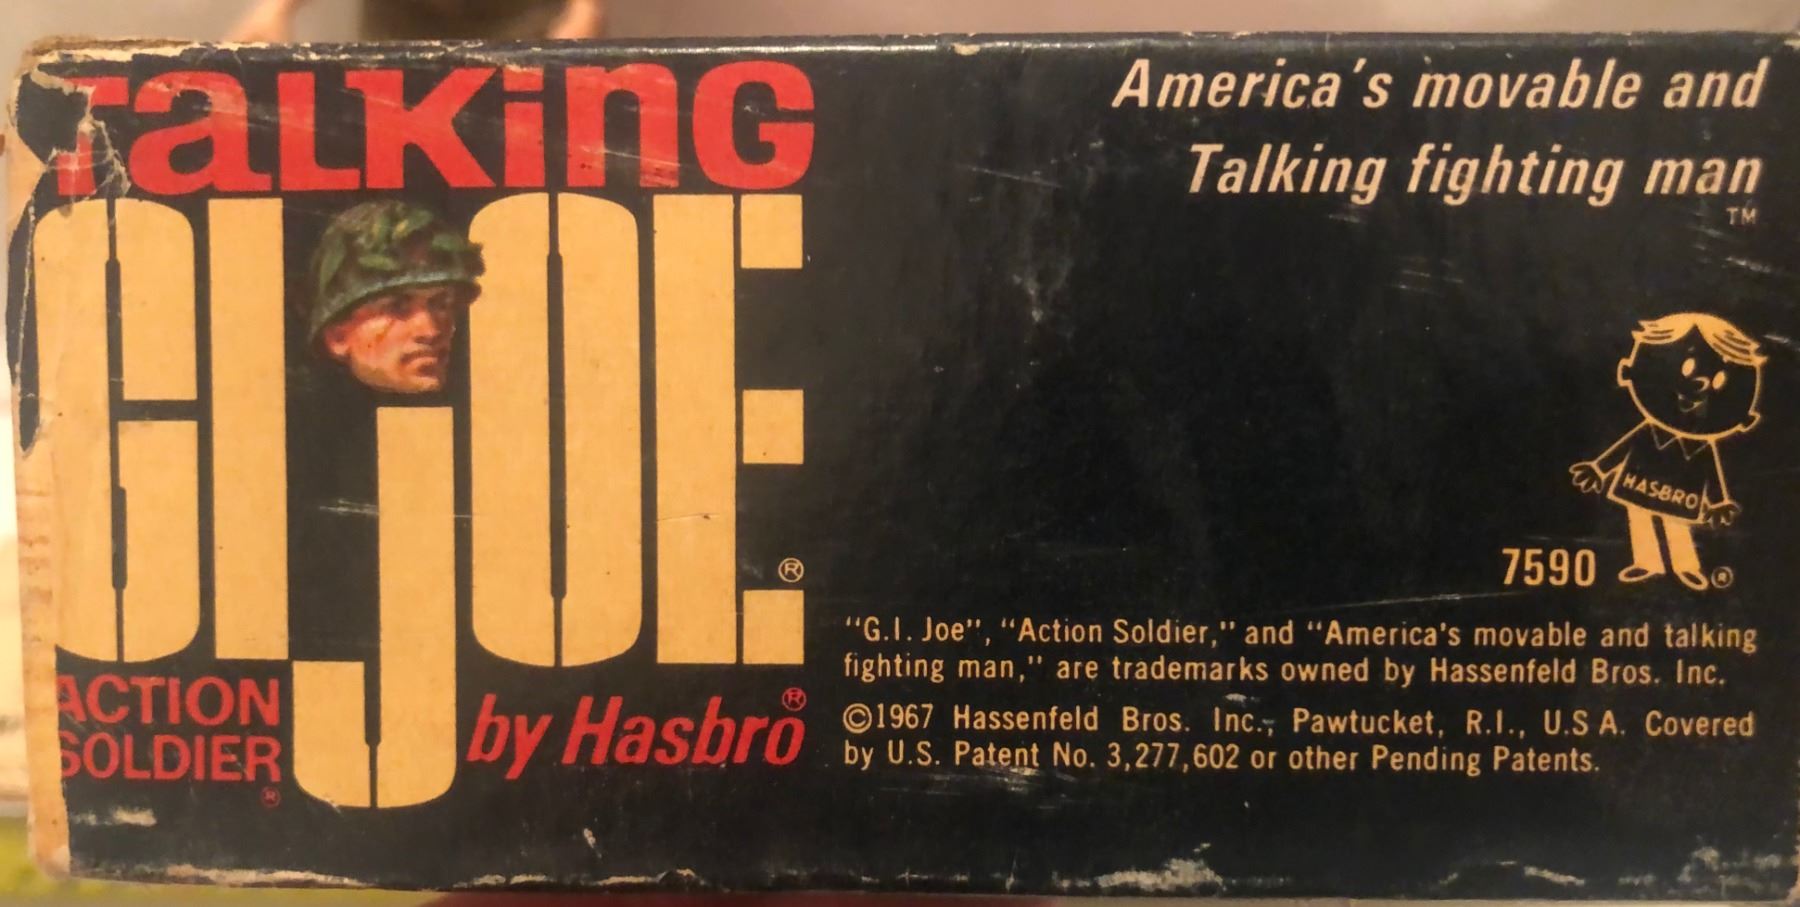 Talking
GI JOE ®
ACTION
SOLDIER ®
by Hasbro ®
America's movable and
Talking fighting man
TM
HASBRO
7590 ®
"G.I. Joe", "Action Soldier," and "America's movable and talking
fighting man," are trademarks owned by Hassenfeld Bros. Inc.
©1967 Hassenfeld Bros. Inc., Pawtucket, R.I., U.S A. Covered
by U.S. Patent No. 3,277,602 or other Pending Patents.